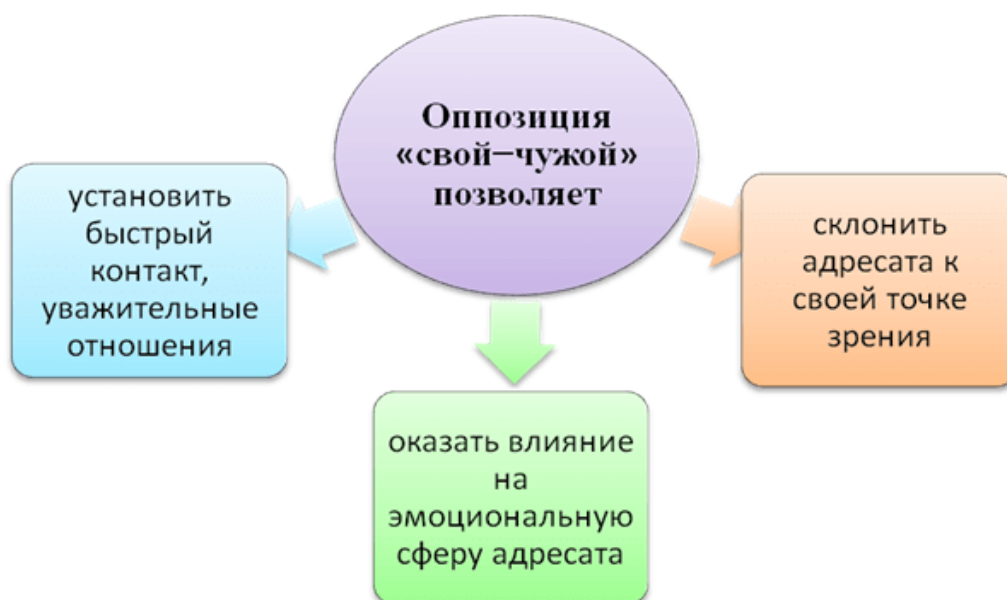 Оппозиция
«свой–чужой»
позволяет
установить
быстрый
контакт,
уважительные
отношения
оказать влияние
на
эмоциональную
сферу адресата
склонить
адресата к
своей точке
зрения